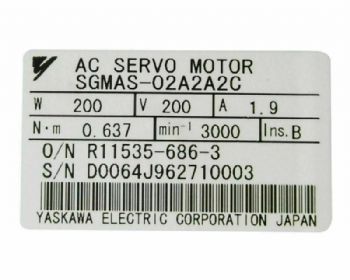 AC SERVO MOTOR
SGMAS-02A2A2C
W 200 V 200 A 1.9
N·m 0.637 min⁻¹ 3000 Ins. B
O/N R11535-686-3
S/N D0064J962710003
YASKAWA ELECTRIC CORPORATION JAPAN